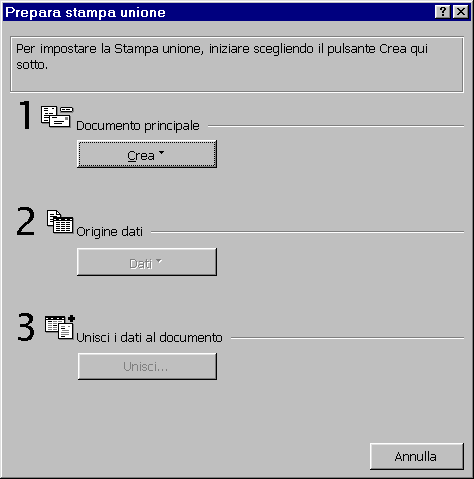 Prepara stampa unione
Per impostare la Stampa unione, iniziare scegliendo il pulsante Crea qui
sotto.
1 Documento principale
Crea
2 Origine dati
Dati
3 Unisci i dati al documento
Unisci...
Annulla